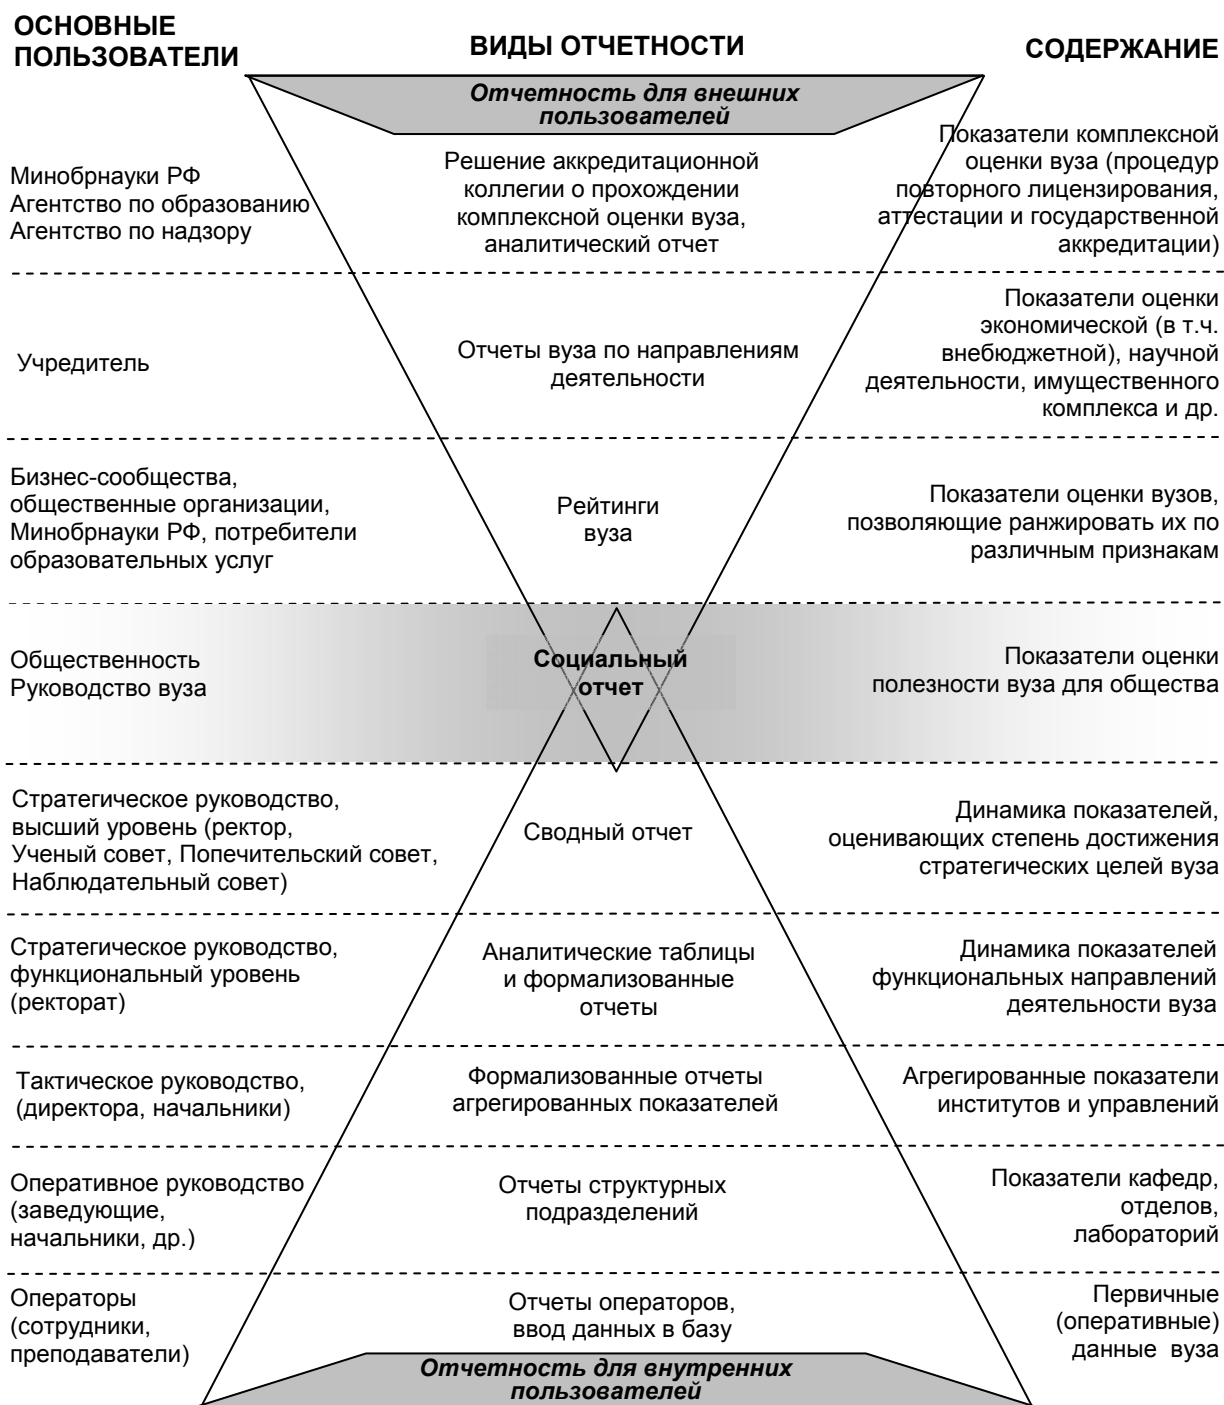 ОСНОВНЫЕ
ПОЛЬЗОВАТЕЛИ
ВИДЫ ОТЧЕТНОСТИ
СОДЕРЖАНИЕ
Отчетность для внешних
пользователей
Минобрнауки РФ
Агентство по образованию
Агентство по надзору
Решение аккредитационной
коллегии о прохождении
комплексной оценки вуза,
аналитический отчет
Показатели комплексной
оценки вуза (процедур
повторного лицензирования,
аттестации и государственной
аккредитации)
Учредитель
Отчеты вуза по направлениям
деятельности
Показатели оценки
экономической (в т.ч.
внебюджетной), научной
деятельности, имущественного
комплекса и др.
Бизнес-сообщества,
общественные организации,
Минобрнауки РФ, потребители
образовательных услуг
Рейтинги
вуза
Показатели оценки вузов,
позволяющие ранжировать их по
различным признакам
Общественность
Руководство вуза
Социальный
отчет
Показатели оценки
полезности вуза для общества
Стратегическое руководство,
высший уровень (ректор,
Ученый совет, Попечительский совет,
Наблюдательный совет)
Сводный отчет
Динамика показателей,
оценивающих степень достижения
стратегических целей вуза
Стратегическое руководство,
функциональный уровень
(ректорат)
Аналитические таблицы
и формализованные
отчеты
Динамика показателей
функциональных направлений
деятельности вуза
Тактическое руководство,
(директора, начальники)
Формализованные отчеты
агрегированных показателей
Агрегированные показатели
институтов и управлений
Оперативное руководство
(заведующие,
начальники, др.)
Отчеты структурных
подразделений
Показатели кафедр,
отделов,
лабораторий
Операторы
(сотрудники,
преподаватели)
Отчеты операторов,
ввод данных в базу
Первичные
(оперативные)
данные вуза
Отчетность для внутренних
пользователей